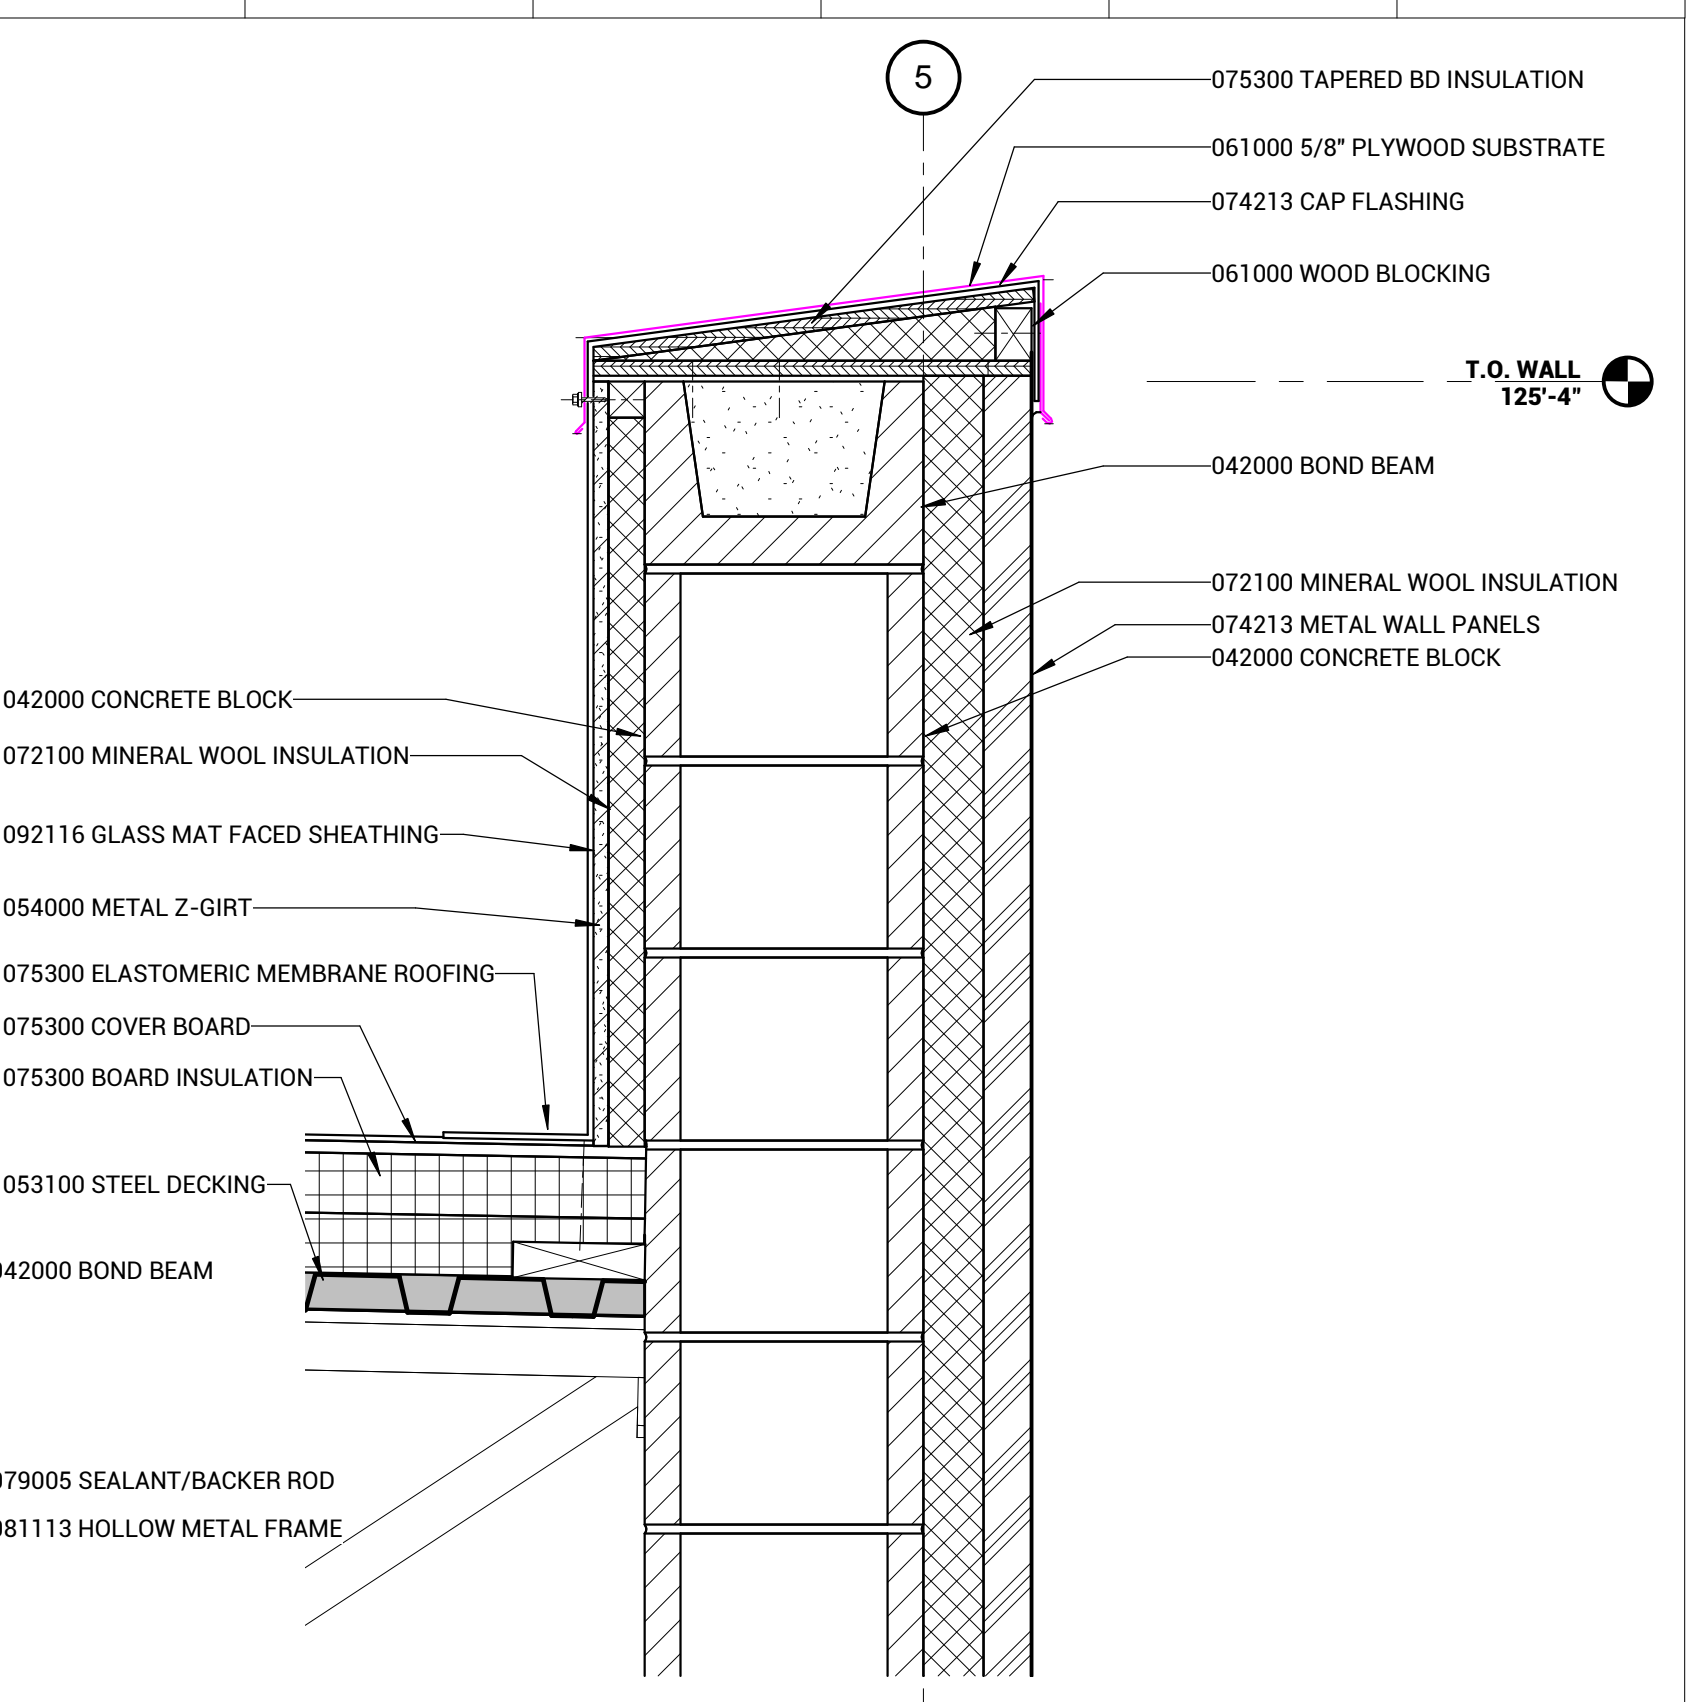 5
075300 TAPERED BD INSULATION
061000 5/8" PLYWOOD SUBSTRATE
074213 CAP FLASHING
061000 WOOD BLOCKING
T.O. WALL
125'-4"
042000 BOND BEAM
072100 MINERAL WOOL INSULATION
074213 METAL WALL PANELS
042000 CONCRETE BLOCK
042000 CONCRETE BLOCK
072100 MINERAL WOOL INSULATION
092116 GLASS MAT FACED SHEATHING
054000 METAL Z-GIRT
075300 ELASTOMERIC MEMBRANE ROOFING
075300 COVER BOARD
075300 BOARD INSULATION
053100 STEEL DECKING
042000 BOND BEAM
079005 SEALANT/BACKER ROD
081113 HOLLOW METAL FRAME